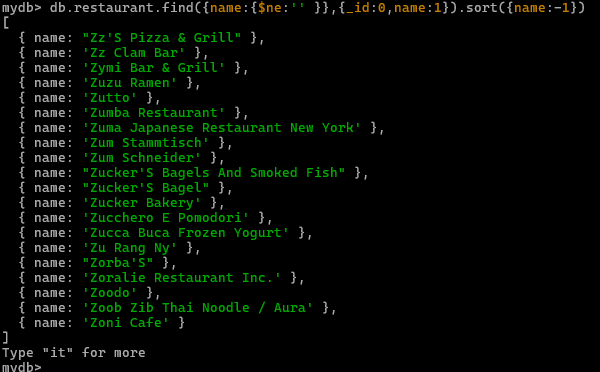 mydb> db.restaurant.find({name:{$ne:'' }},{_id:0,name:1}).sort({name:-1})
[
  { name: "Zz'S Pizza & Grill" },
  { name: 'Zz Clam Bar' },
  { name: 'Zymi Bar & Grill' },
  { name: 'Zuzu Ramen' },
  { name: 'Zutto' },
  { name: 'Zumba Restaurant' },
  { name: 'Zuma Japanese Restaurant New York' },
  { name: 'Zum Stammtisch' },
  { name: 'Zum Schneider' },
  { name: "Zucker'S Bagels And Smoked Fish" },
  { name: "Zucker'S Bagel" },
  { name: 'Zucker Bakery' },
  { name: 'Zucchero E Pomodori' },
  { name: 'Zucca Buca Frozen Yogurt' },
  { name: 'Zu Rang Ny' },
  { name: "Zorba'S" },
  { name: 'Zoralie Restaurant Inc.' },
  { name: 'Zoodo' },
  { name: 'Zoob Zib Thai Noodle / Aura' },
  { name: 'Zoni Cafe' }
]
Type "it" for more
mydb>